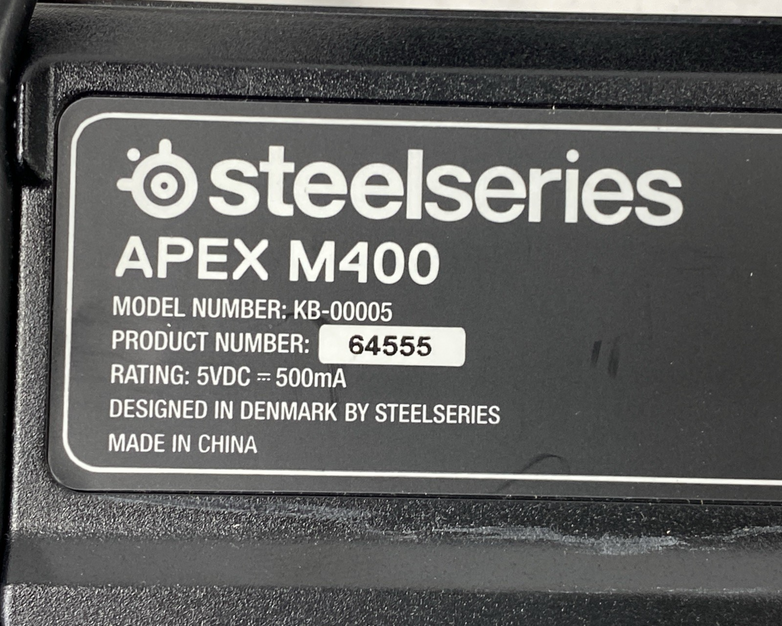 steelseries
APEX M400
MODEL NUMBER: KB-00005
PRODUCT NUMBER: 64555
RATING: 5VDC ⎓ 500mA
DESIGNED IN DENMARK BY STEELSERIES
MADE IN CHINA